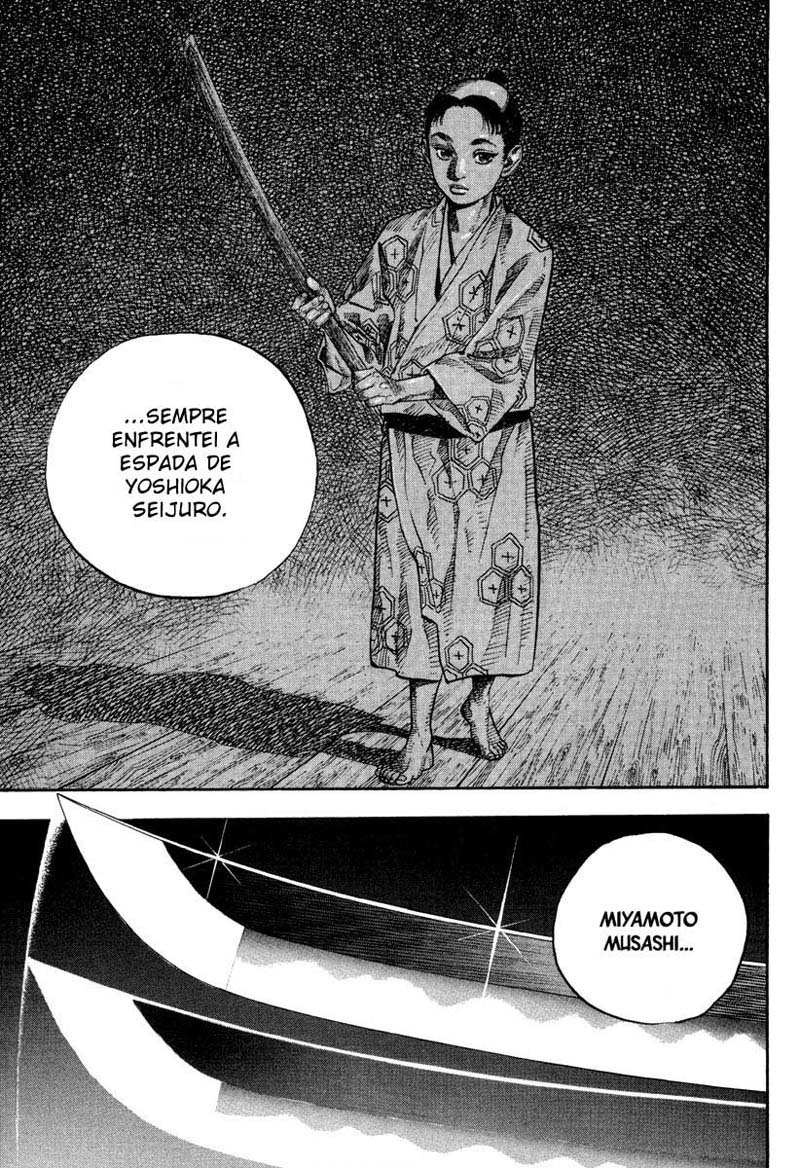 ...SEMPRE
ENFRENTEI A
ESPADA DE
YOSHIOKA
SEIJURO.
MIYAMOTO
MUSASHI...